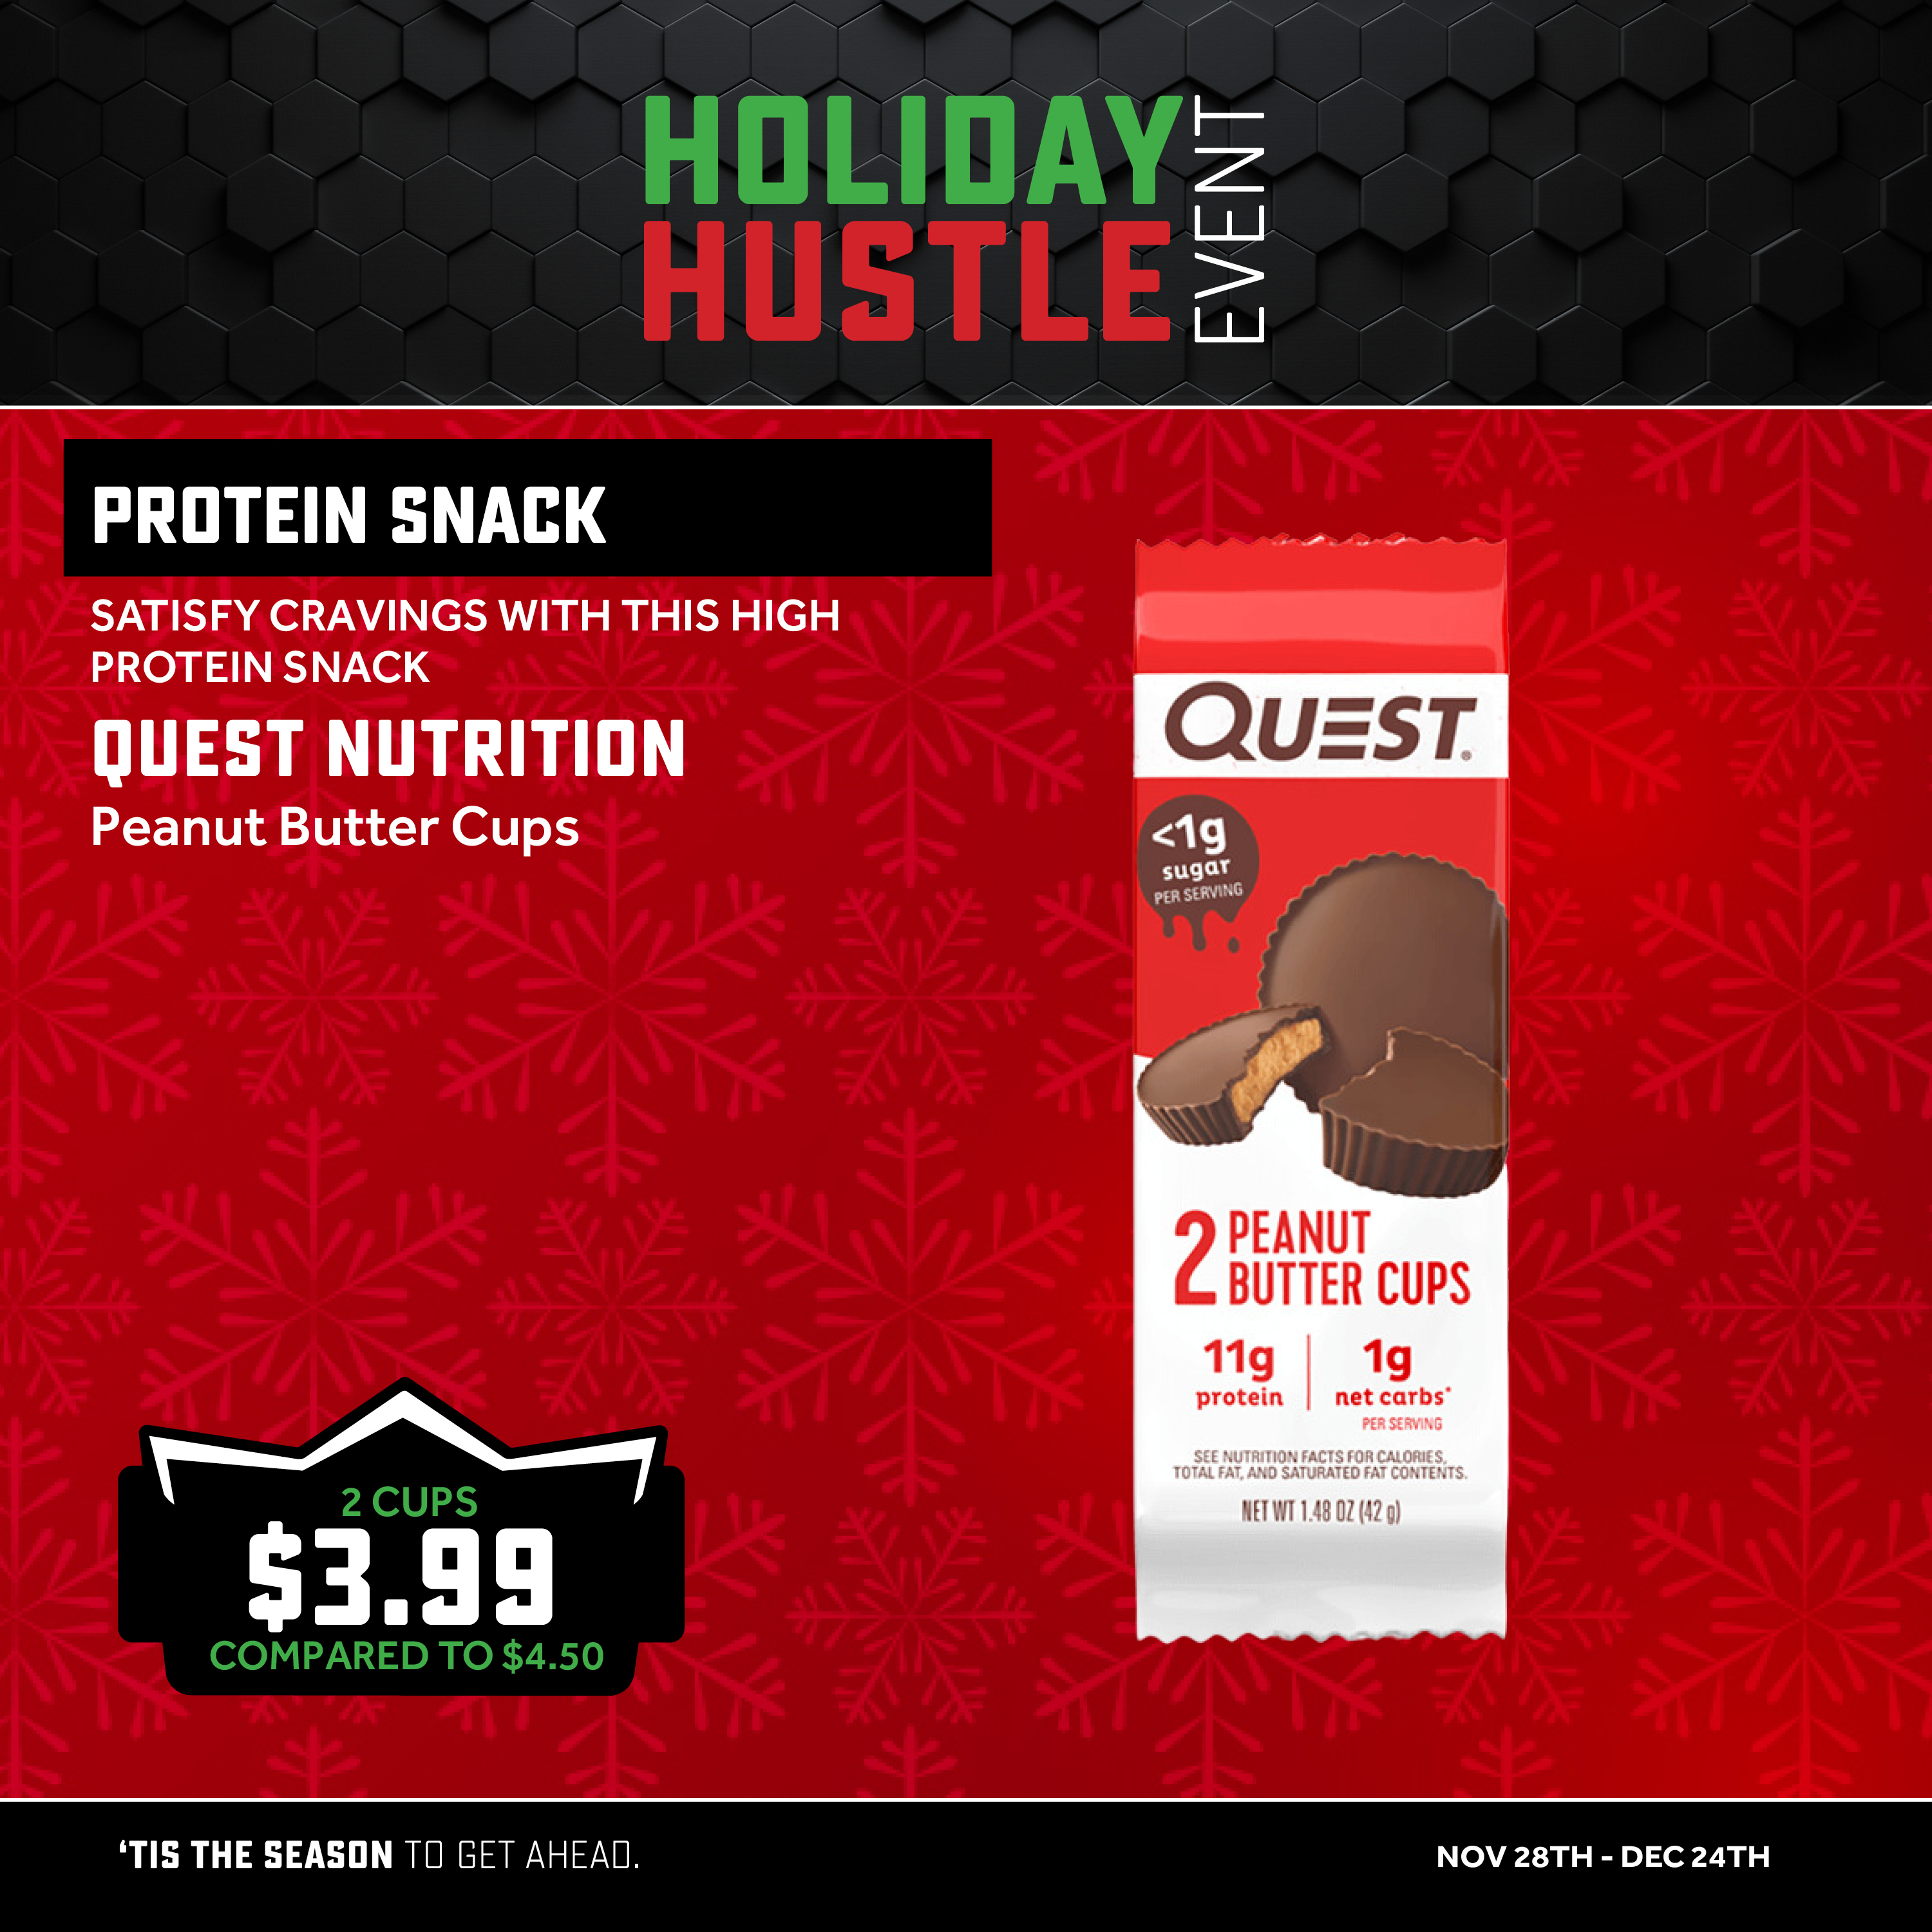 HOLIDAY
HUSTLE
EVENT
PROTEIN SNACK
SATISFY CRAVINGS WITH THIS HIGH
PROTEIN SNACK
QUEST NUTRITION
Peanut Butter Cups
QUEST®
<1g
sugar
PER SERVING
2 PEANUT
BUTTER CUPS
11g
protein
1g
net carbs*
PER SERVING
SEE NUTRITION FACTS FOR CALORIES,
TOTAL FAT, AND SATURATED FAT CONTENTS.
NET WT 1.48 OZ (42 g)
2 CUPS
$3.99
COMPARED TO $4.50
‘TIS THE SEASON TO GET AHEAD.
NOV 28TH - DEC 24TH